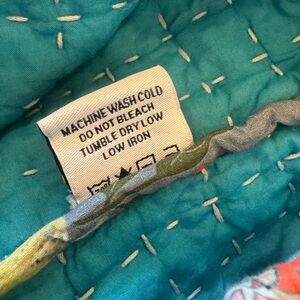 MACHINE WASH COLD
DO NOT BLEACH
TUMBLE DRY LOW
LOW IRON